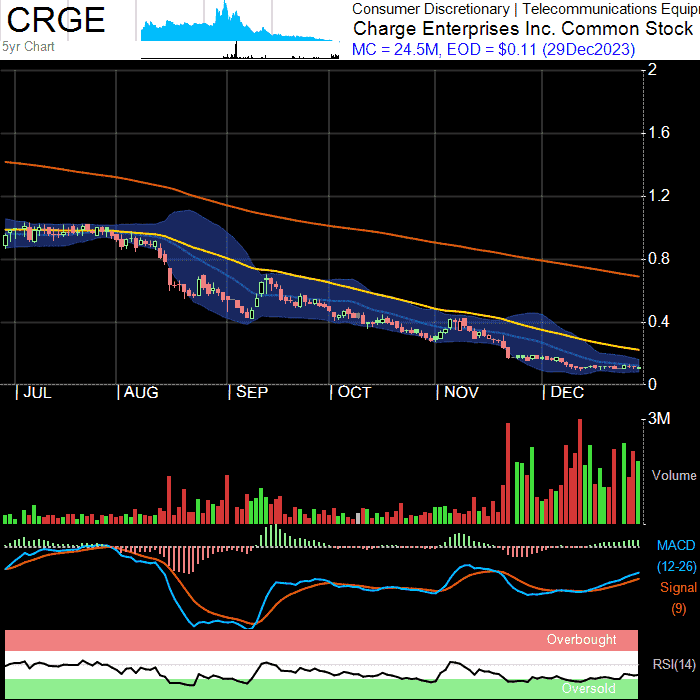 CRGE
5yr Chart
Consumer Discretionary | Telecommunications Equip
Charge Enterprises Inc. Common Stock
MC = 24.5M, EOD = $0.11 (29Dec2023)
2
1.6
1.2
0.8
0.4
0
| JUL | AUG | SEP | OCT | NOV | DEC
3M
Volume
MACD
(12-26)
Signal
(9)
Overbought
RSI(14)
Oversold